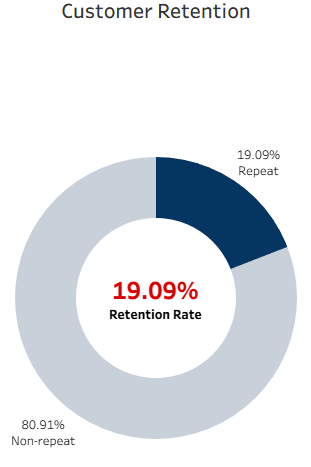 Customer Retention
19.09%
Repeat
19.09%
Retention Rate
80.91%
Non-repeat